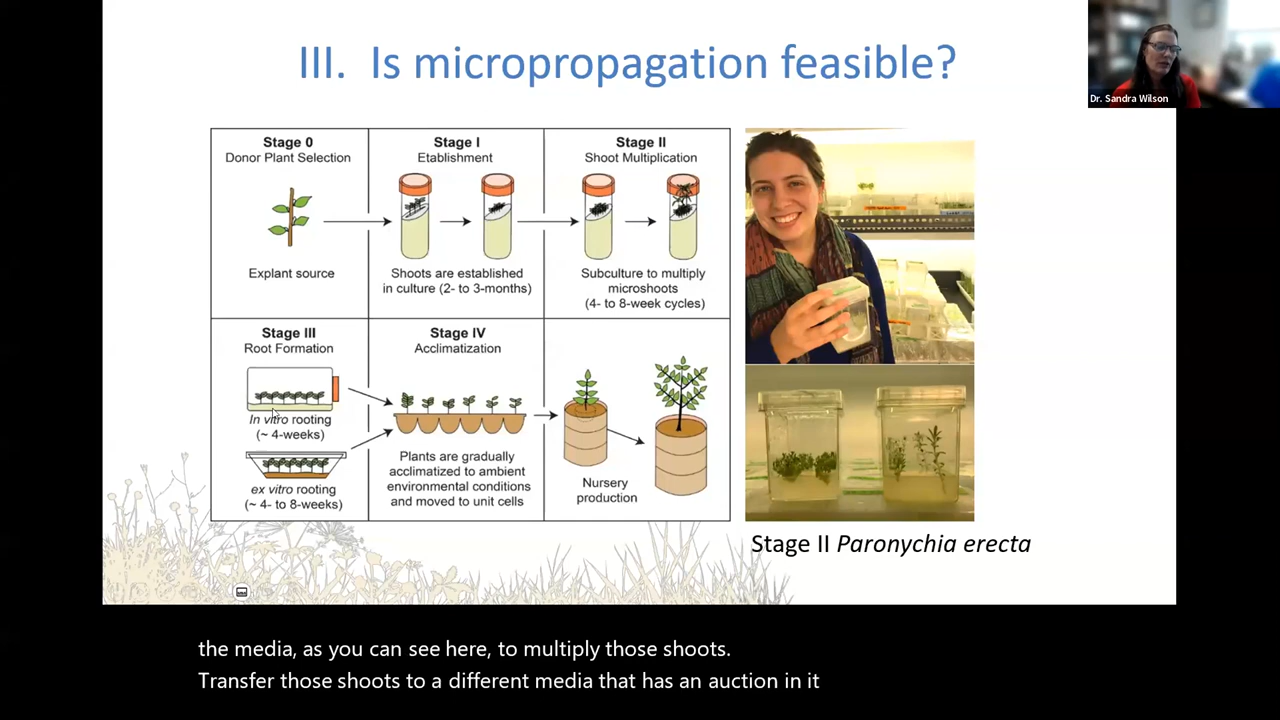 III. Is micropropagation feasible?
Dr. Sandra Wilson
Stage 0
Donor Plant Selection
Explant source
Stage I
Etablishment
Shoots are established
in culture (2- to 3-months)
Stage II
Shoot Multiplication
Subculture to multiply
microshoots
(4- to 8-week cycles)
Stage III
Root Formation
In vitro rooting
(~ 4-weeks)
ex vitro rooting
(~ 4- to 8-weeks)
Stage IV
Acclimatization
Plants are gradually
acclimatized to ambient
environmental conditions
and moved to unit cells
Nursery
production
Stage II Paronychia erecta
the media, as you can see here, to multiply those shoots.
Transfer those shoots to a different media that has an auction in it